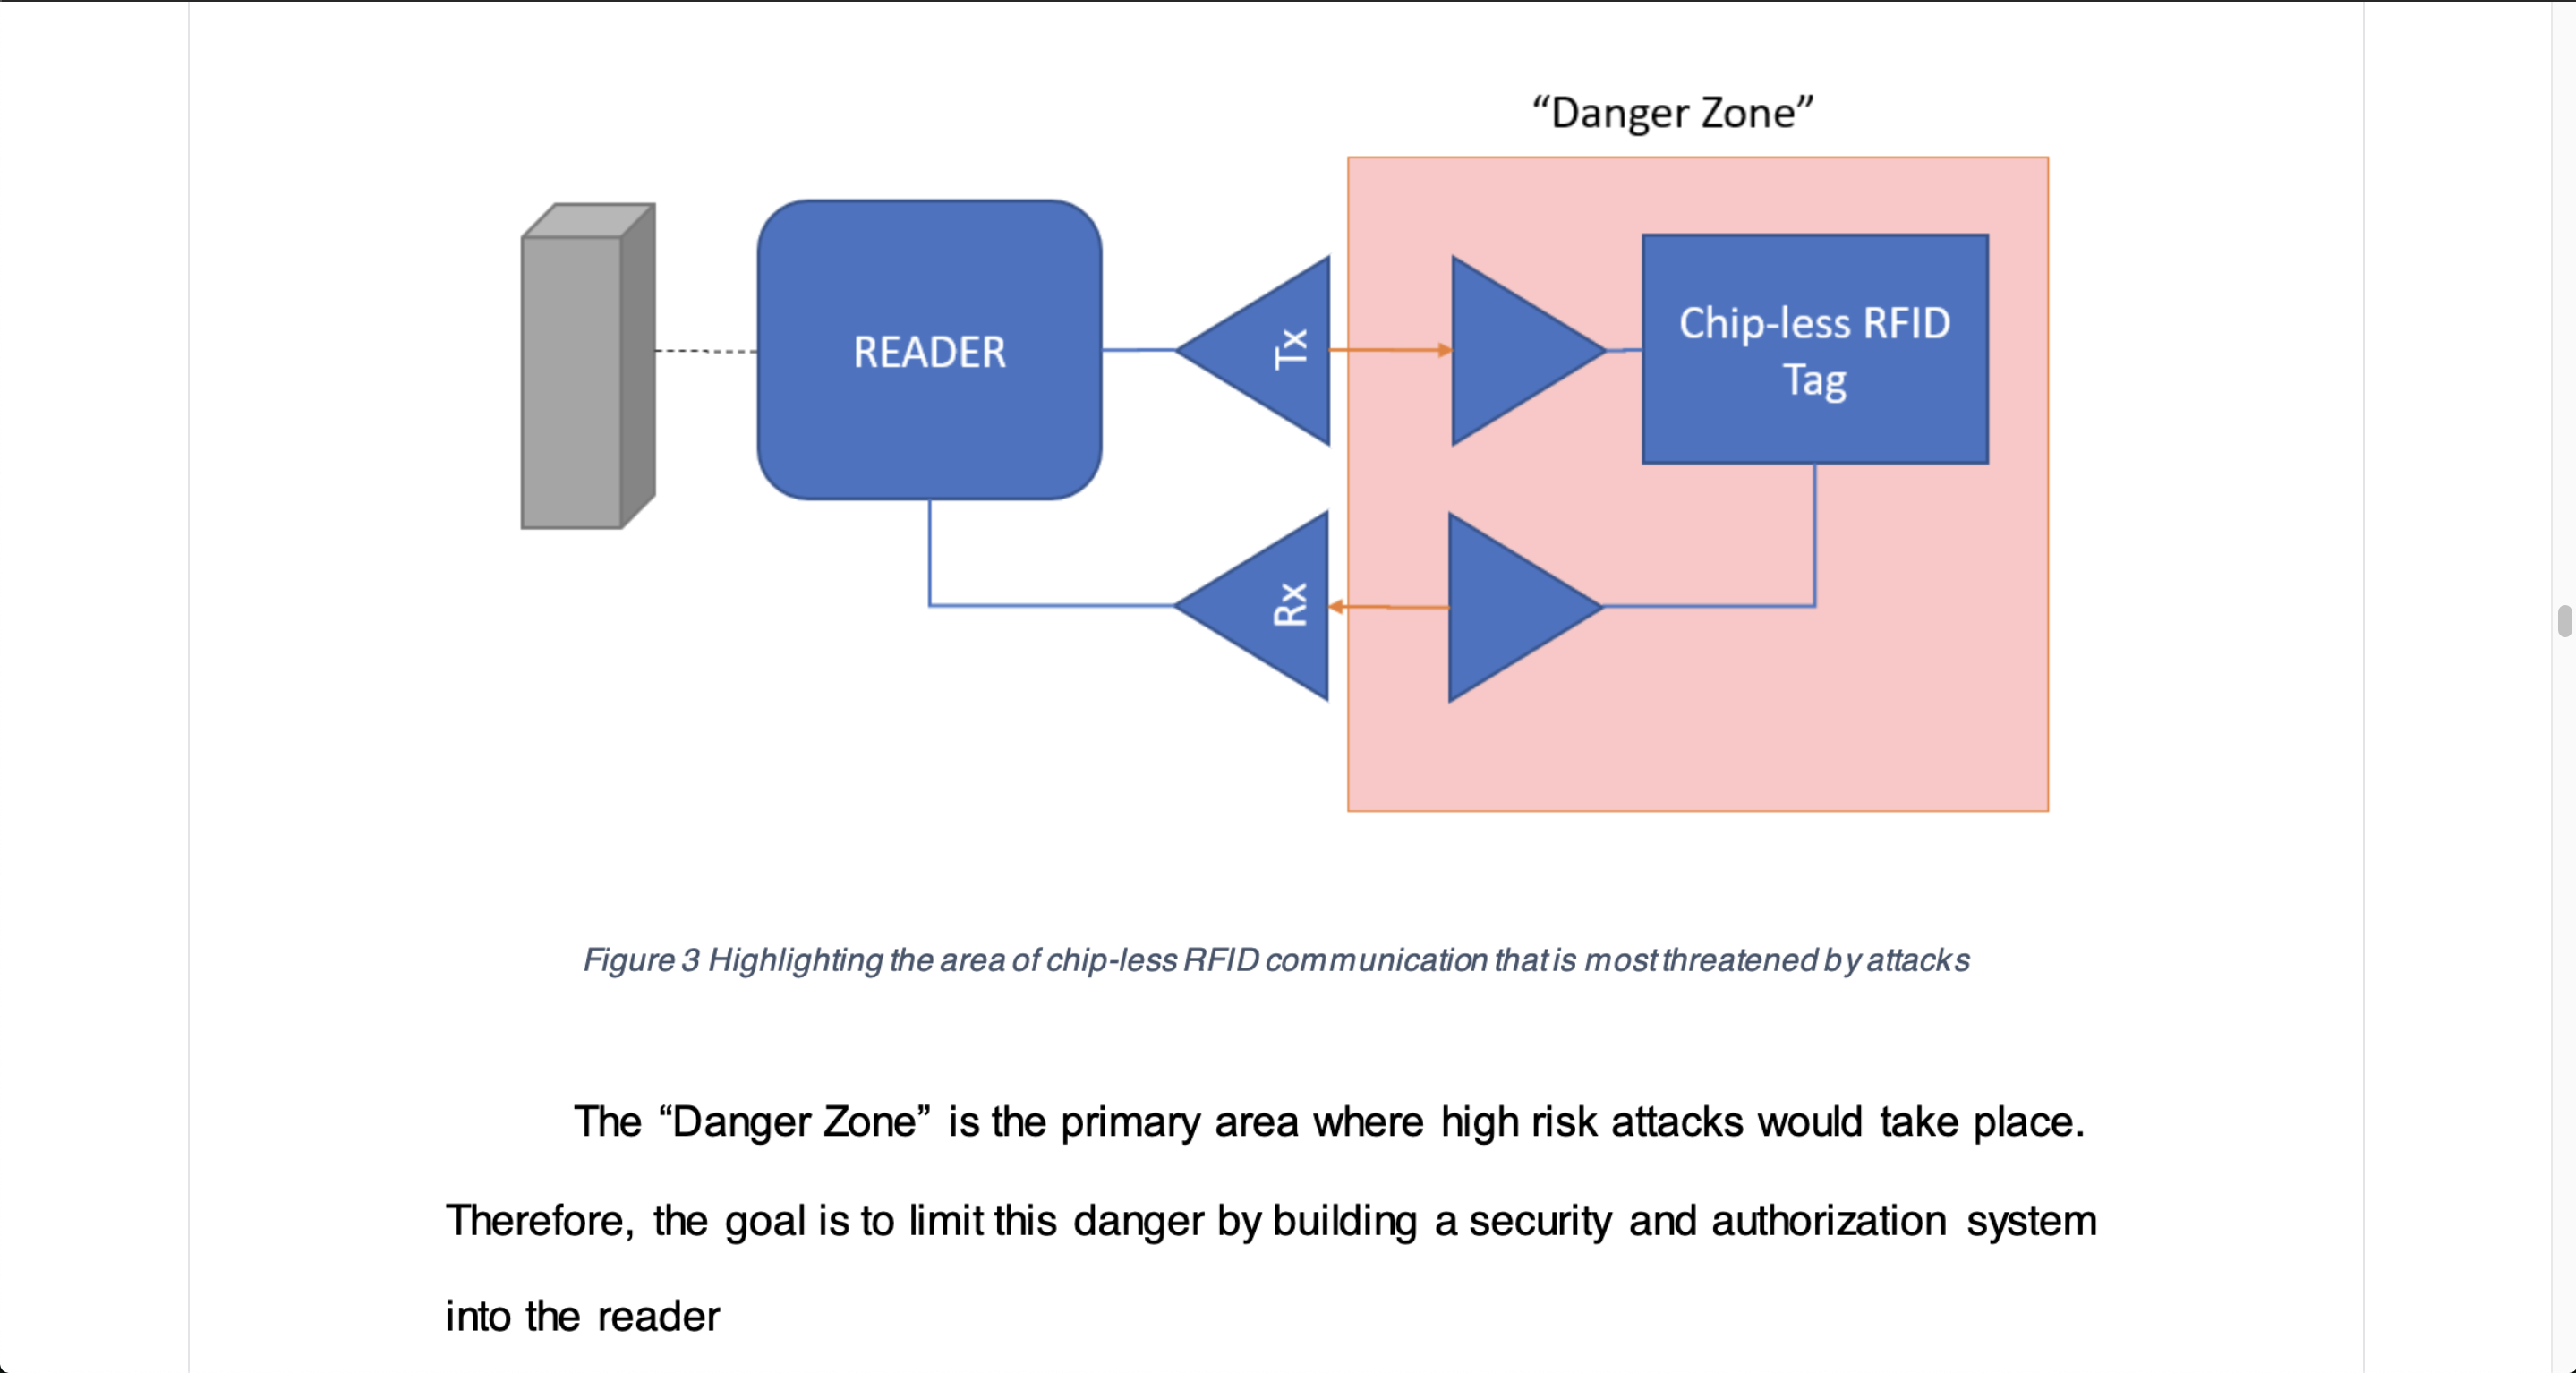 “Danger Zone”
READER
Tx
Chip-less RFID
Tag
Rx
Figure 3 Highlighting the area of chip-less RFID communication that is most threatened by attacks
The “Danger Zone” is the primary area where high risk attacks would take place.
Therefore, the goal is to limit this danger by building a security and authorization system
into the reader